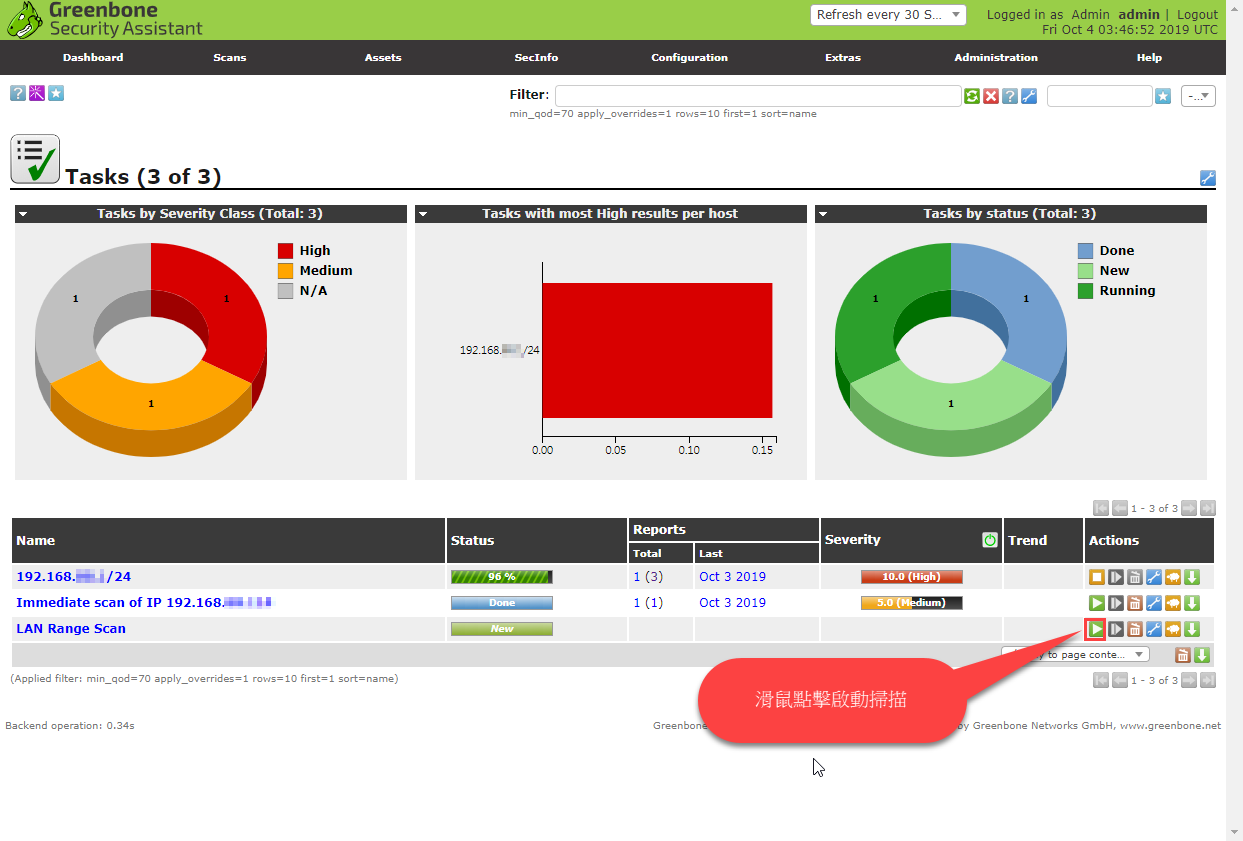 Greenbone
Security Assistant
Refresh every 30 S...
Logged in as Admin admin | Logout
Fri Oct 4 03:46:52 2019 UTC
Dashboard Scans Assets SecInfo Configuration Extras Administration Help
Filter:
-...
min_qod=70 apply_overrides=1 rows=10 first=1 sort=name
Tasks (3 of 3)
Tasks by Severity Class (Total: 3)
High
Medium
N/A
1
1
1
Tasks with most High results per host
192.168. /24
0.00 0.05 0.10 0.15
Tasks by status (Total: 3)
Done
New
Running
1
1
1
1 - 3 of 3
Name Status Reports Severity Trend Actions
Total Last
192.168. /24 96 % 1 (3) Oct 3 2019 10.0 (High)
Immediate scan of IP 192.168. Done 1 (1) Oct 3 2019 5.0 (Medium)
LAN Range Scan New
to page conte...
(Applied filter: min_qod=70 apply_overrides=1 rows=10 first=1 sort=name)
1 - 3 of 3
滑鼠點擊啟動掃描
Backend operation: 0.34s
Greenbone by Greenbone Networks GmbH, www.greenbone.net